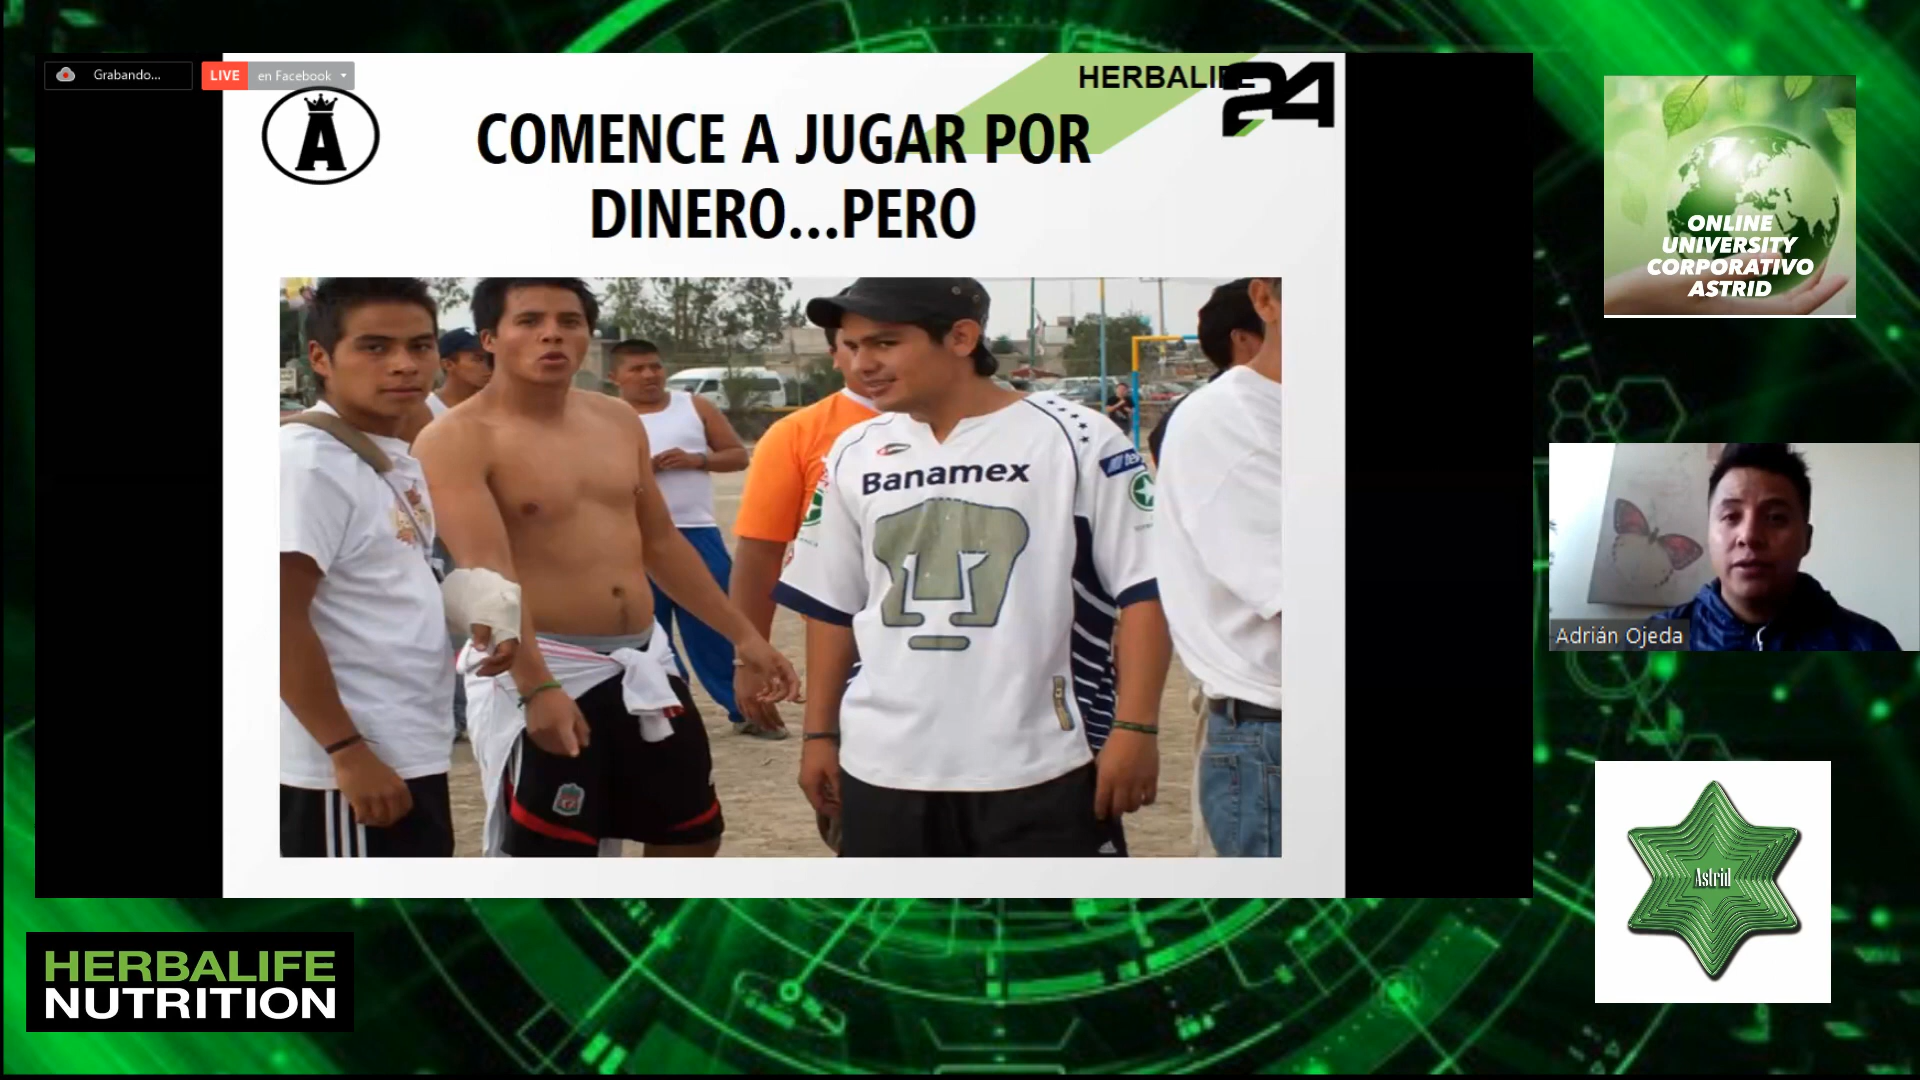 Grabando...
LIVE en Facebook
HERBALIFE
24
A
COMENCE A JUGAR POR
DINERO...PERO
Banamex
ONLINE
UNIVERSITY
CORPORATIVO
ASTRID
Adrián Ojeda
Astrid
HERBALIFE
NUTRITION